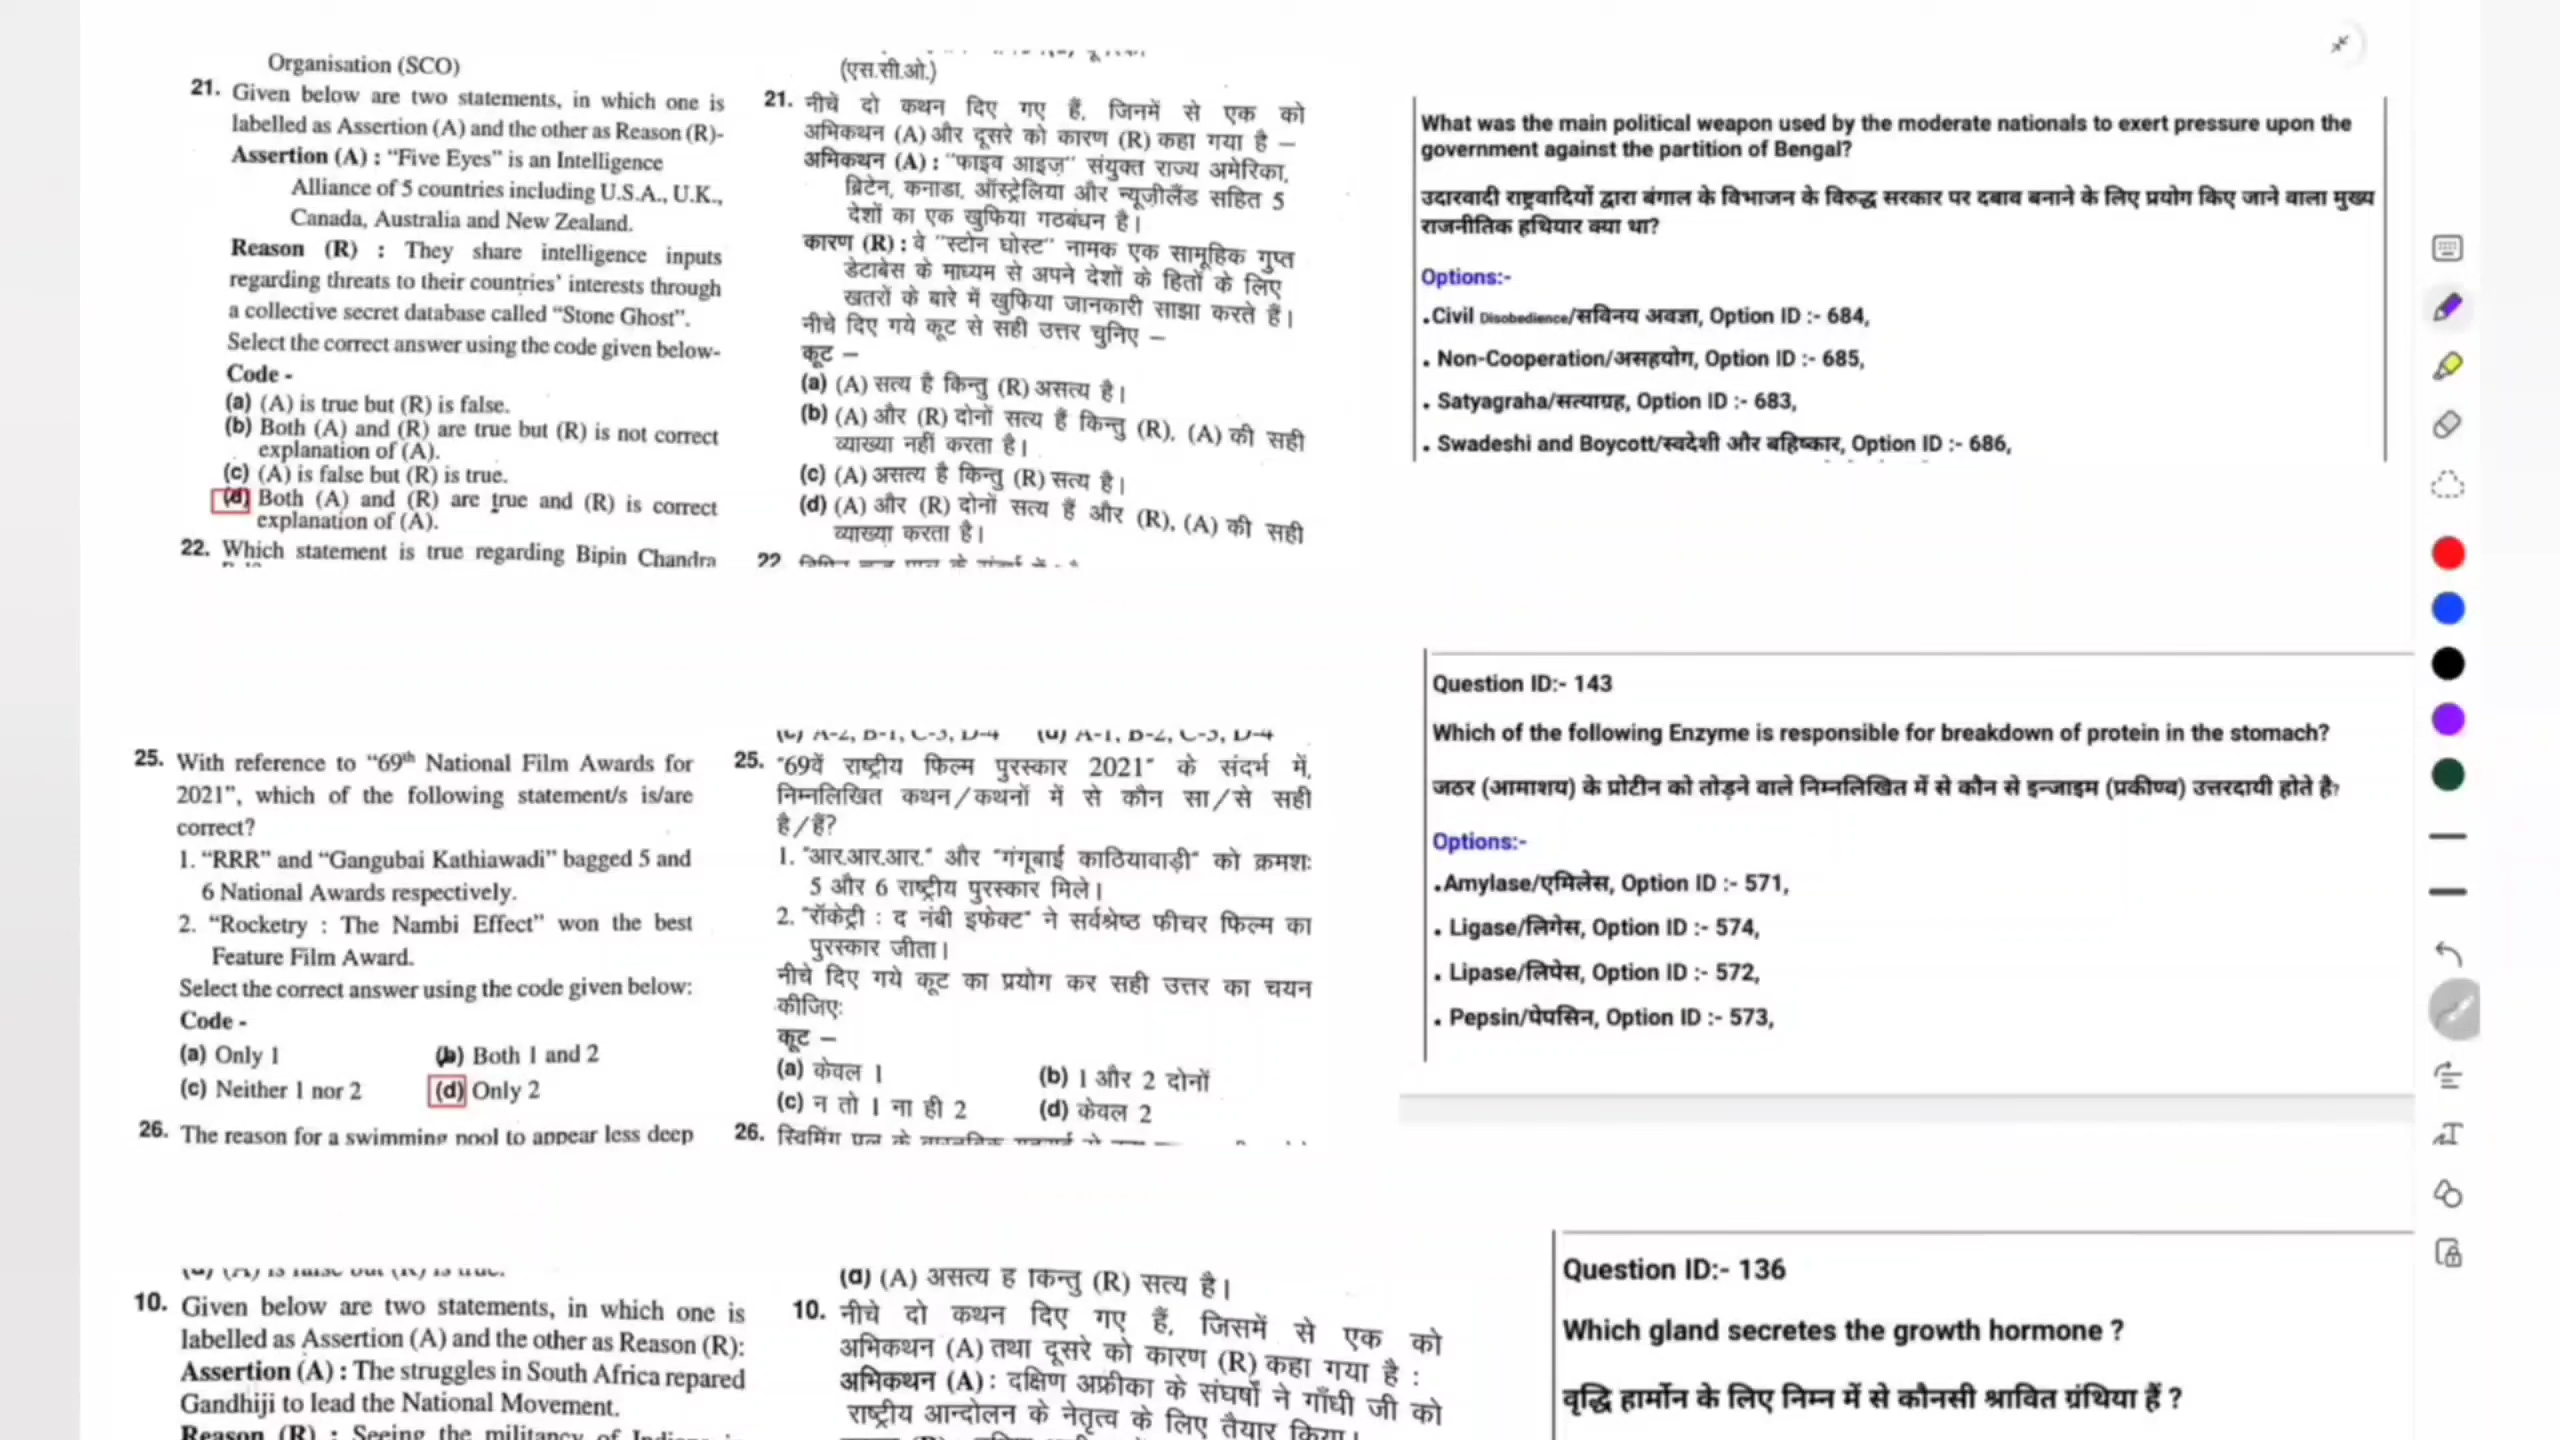 Organisation (SCO)
21. Given below are two statements, in which one is
labelled as Assertion (A) and the other as Reason (R)-
Assertion (A) : “Five Eyes” is an Intelligence
Alliance of 5 countries including U.S.A., U.K.,
Canada, Australia and New Zealand.
Reason (R) : They share intelligence inputs
regarding threats to their countries’ interests through
a collective secret database called “Stone Ghost”.
Select the correct answer using the code given below-
Code -
(a) (A) is true but (R) is false.
(b) Both (A) and (R) are true but (R) is not correct
explanation of (A).
(c) (A) is false but (R) is true.
(d) Both (A) and (R) are true and (R) is correct
explanation of (A).
22. Which statement is true regarding Bipin Chandra
(एस.सी.ओ.)
21. नीचें दो कथन दिए गए हैं, जिनमें से एक को
अभिकथन (A) और दूसरे को कारण (R) कहा गया है –
अभिकथन (A) : “फाइव आइज़” संयुक्त राज्य अमेरिका,
ब्रिटेन, कनाडा, ऑस्ट्रेलिया और न्यूज़ीलैंड सहित 5
देशों का एक खुफिया गठबंधन है।
कारण (R) : वे “स्टोन घोस्ट” नामक एक सामूहिक गुप्त
डेटाबेस के माध्यम से अपने देशों के हितों के लिए
खतरों के बारे में खुफिया जानकारी साझा करते हैं।
नीचे दिए गये कूट से सही उत्तर चुनिए –
कूट –
(a) (A) सत्य है किन्तु (R) असत्य है।
(b) (A) और (R) दोनों सत्य हैं किन्तु (R), (A) की सही
व्याख्या नहीं करता है।
(c) (A) असत्य है किन्तु (R) सत्य है।
(d) (A) और (R) दोनों सत्य हैं और (R), (A) की सही
व्याख्या करता है।
22.
What was the main political weapon used by the moderate nationals to exert pressure upon the
government against the partition of Bengal?
उदारवादी राष्ट्रवादियों द्वारा बंगाल के विभाजन के विरुद्ध सरकार पर दबाव बनाने के लिए प्रयोग किए जाने वाला मुख्य
राजनीतिक हथियार क्या था?
Options:-
.Civil Disobedience/सविनय अवज्ञा, Option ID :- 684,
. Non-Cooperation/असहयोग, Option ID :- 685,
. Satyagraha/सत्याग्रह, Option ID :- 683,
. Swadeshi and Boycott/स्वदेशी और बहिष्कार, Option ID :- 686,
25. With reference to “69th National Film Awards for
2021”, which of the following statement/s is/are
correct?
1. “RRR” and “Gangubai Kathiawadi” bagged 5 and
6 National Awards respectively.
2. “Rocketry : The Nambi Effect” won the best
Feature Film Award.
Select the correct answer using the code given below:
Code -
(a) Only 1 (b) Both 1 and 2
(c) Neither 1 nor 2 (d) Only 2
26. The reason for a swimming pool to appear less deep
(c) A-2, B-1, C-3, D-4 (d) A-1, B-2, C-3, D-4
25. “69वें राष्ट्रीय फिल्म पुरस्कार 2021” के संदर्भ में,
निम्नलिखित कथन/कथनों में से कौन सा/से सही
है/हैं?
1. “आर.आर.आर.” और “गंगूबाई काठियावाड़ी” को क्रमशः
5 और 6 राष्ट्रीय पुरस्कार मिले।
2. “रॉकेट्री : द नंबी इफेक्ट” ने सर्वश्रेष्ठ फीचर फिल्म का
पुरस्कार जीता।
नीचे दिए गये कूट का प्रयोग कर सही उत्तर का चयन
कीजिए:
कूट –
(a) केवल 1 (b) 1 और 2 दोनों
(c) न तो 1 ना ही 2 (d) केवल 2
26. स्विमिंग पूल के
Question ID:- 143
Which of the following Enzyme is responsible for breakdown of protein in the stomach?
जठर (आमाशय) के प्रोटीन को तोड़ने वाले निम्नलिखित में से कौन से इन्जाइम (प्रकीण्व) उत्तरदायी होते है?
Options:-
.Amylase/एमिलेस, Option ID :- 571,
. Ligase/लिगेस, Option ID :- 574,
. Lipase/लिपेस, Option ID :- 572,
. Pepsin/पेपसिन, Option ID :- 573,
(A) is false but (R) is true.
10. Given below are two statements, in which one is
labelled as Assertion (A) and the other as Reason (R):
Assertion (A) : The struggles in South Africa repared
Gandhiji to lead the National Movement.
Reason (R) : Seeing the militancy of Indians
(d) (A) असत्य ह किन्तु (R) सत्य है।
10. नीचे दो कथन दिए गए हैं, जिसमें से एक को
अभिकथन (A) तथा दूसरे को कारण (R) कहा गया है :
अभिकथन (A) : दक्षिण अफ्रीका के संघर्षों ने गाँधी जी को
राष्ट्रीय आन्दोलन के नेतृत्व के लिए तैयार किया।
Question ID:- 136
Which gland secretes the growth hormone ?
वृद्धि हार्मोन के लिए निम्न में से कौनसी श्रावित ग्रंथिया हैं ?